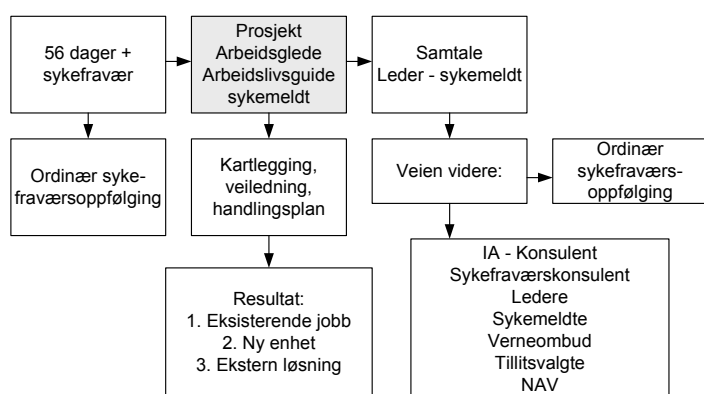 56 dager +
sykefravær
Prosjekt
Arbeidsglede
Arbeidslivsguide
sykemeldt
Samtale
Leder - sykemeldt
Ordinær syke-
fraværsoppfølging
Kartlegging,
veiledning,
handlingsplan
Veien videre:
Ordinær
sykefraværs-
oppfølging
Resultat:
1. Eksisterende jobb
2. Ny enhet
3. Ekstern løsning
IA - Konsulent
Sykefraværskonsulent
Ledere
Sykemeldte
Verneombud
Tillitsvalgte
NAV